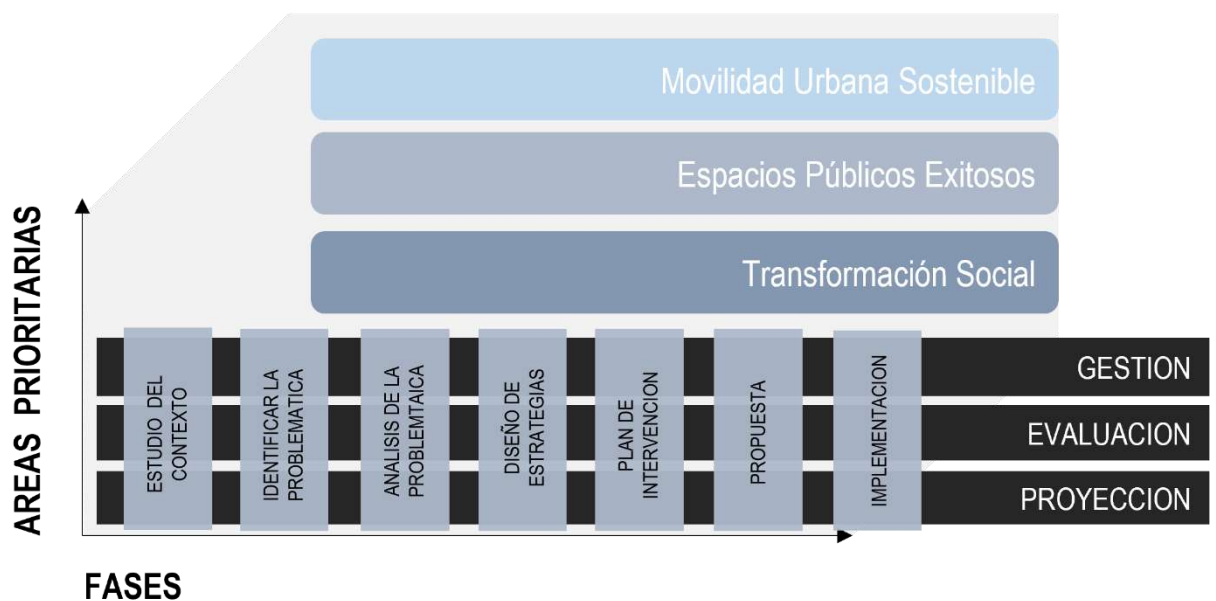 Movilidad Urbana Sostenible
Espacios Públicos Exitosos
Transformación Social
AREAS PRIORITARIAS
ESTUDIO DEL
CONTEXTO
IDENTIFICAR LA
PROBLEMATICA
ANALISIS DE LA
PROBLEMTAICA
DISEÑO DE
ESTRATEGIAS
PLAN DE
INTERVENCION
PROPUESTA
IMPLEMENTACION
GESTION
EVALUACION
PROYECCION
FASES